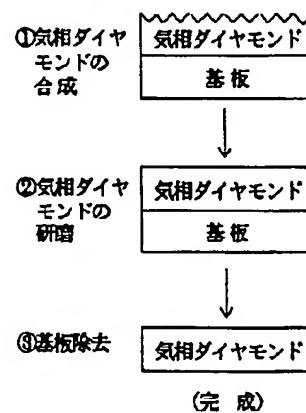 ①気相ダイヤ
モンドの
合成
気相ダイヤモンド
基板
②気相ダイヤ
モンドの
研磨
気相ダイヤモンド
基板
③基板除去
気相ダイヤモンド
(完 成)